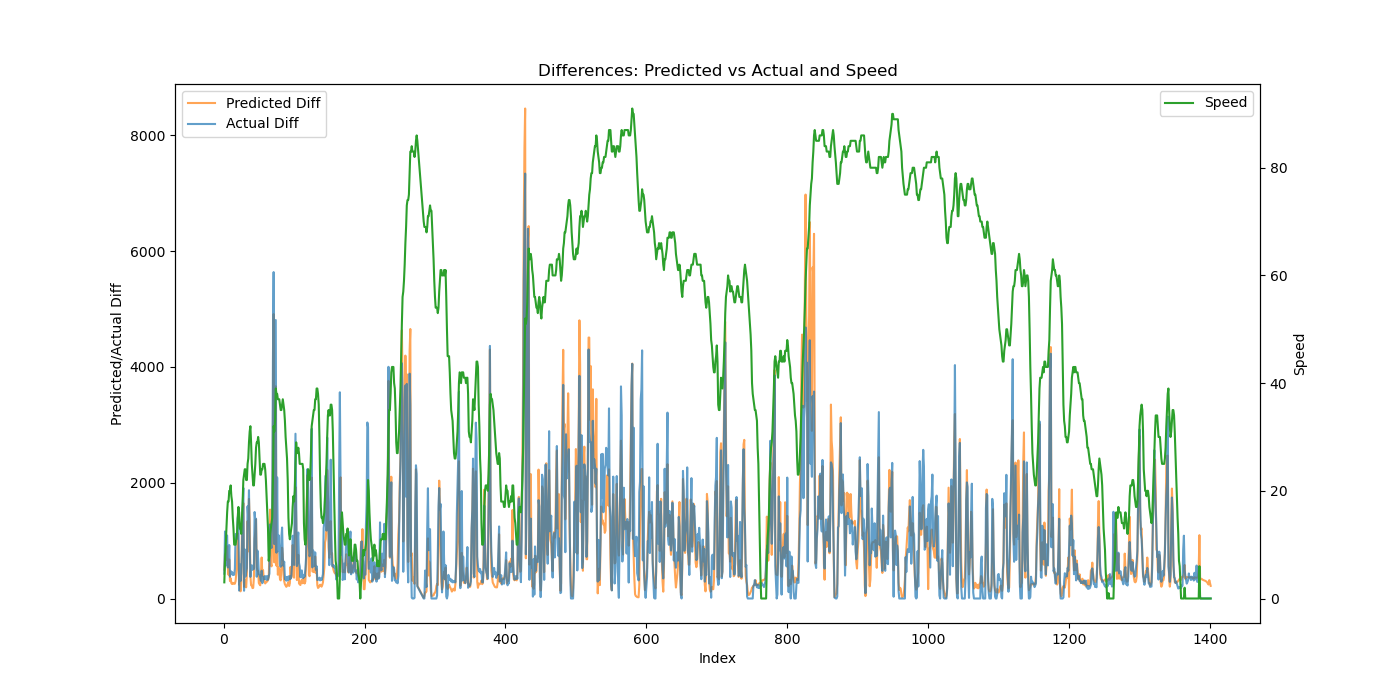 Differences: Predicted vs Actual and Speed
Predicted Diff
Actual Diff
Speed
Predicted/Actual Diff
8000
6000
4000
2000
0
80
60
40
20
0
Speed
0 200 400 600 800 1000 1200 1400
Index